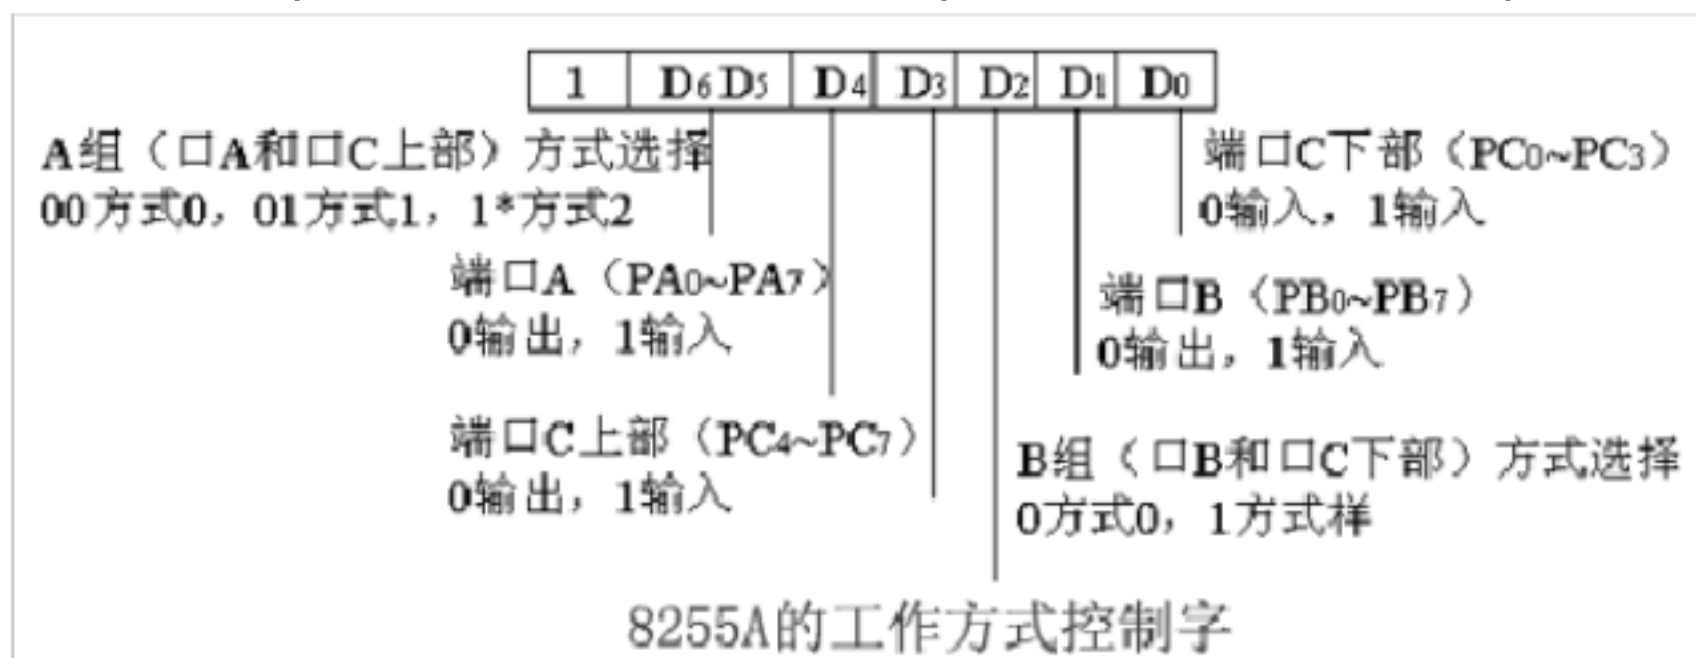 1 D6D5 D4 D3 D2 D1 D0
A组（口A和口C上部）方式选择
00方式0，01方式1，1*方式2
端口C下部（PC0~PC3）
0输入，1输入
端口A（PA0~PA7）
0输出，1输入
端口B（PB0~PB7）
0输出，1输入
端口C上部（PC4~PC7）
0输出，1输入
B组（口B和口C下部）方式选择
0方式0，1方式样
8255A的工作方式控制字